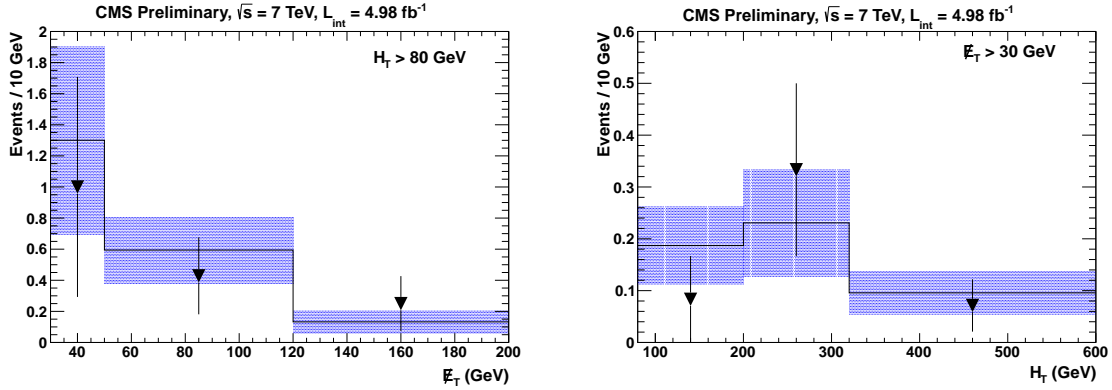 CMS Preliminary, √s = 7 TeV, L_int = 4.98 fb⁻¹
Events / 10 GeV
H_T > 80 GeV
2
1.8
1.6
1.4
1.2
1
0.8
0.6
0.4
0.2
0
40 60 80 100 120 140 160 180 200
E̸_T (GeV)
CMS Preliminary, √s = 7 TeV, L_int = 4.98 fb⁻¹
Events / 10 GeV
E̸_T > 30 GeV
0.6
0.5
0.4
0.3
0.2
0.1
0
100 200 300 400 500 600
H_T (GeV)